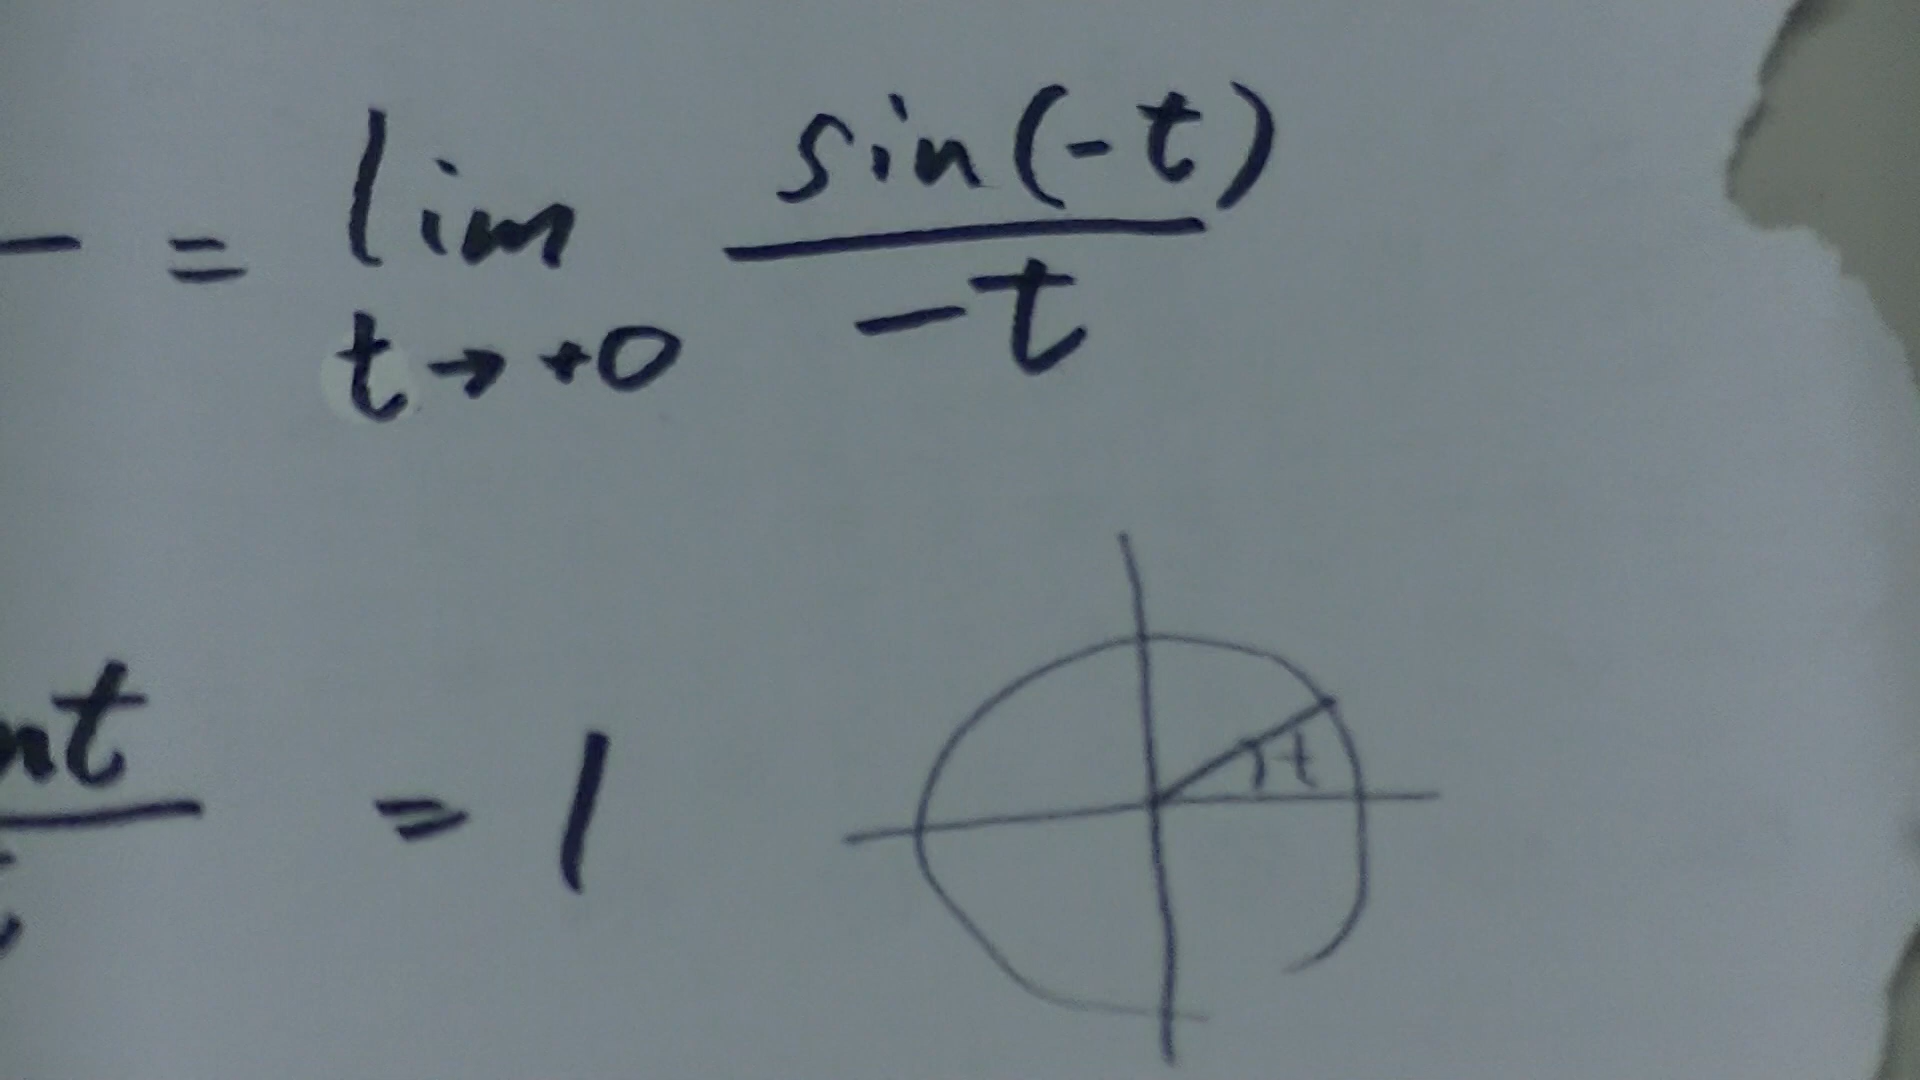 = lim sin(-t) / -t
t → +0
nt = 1
t